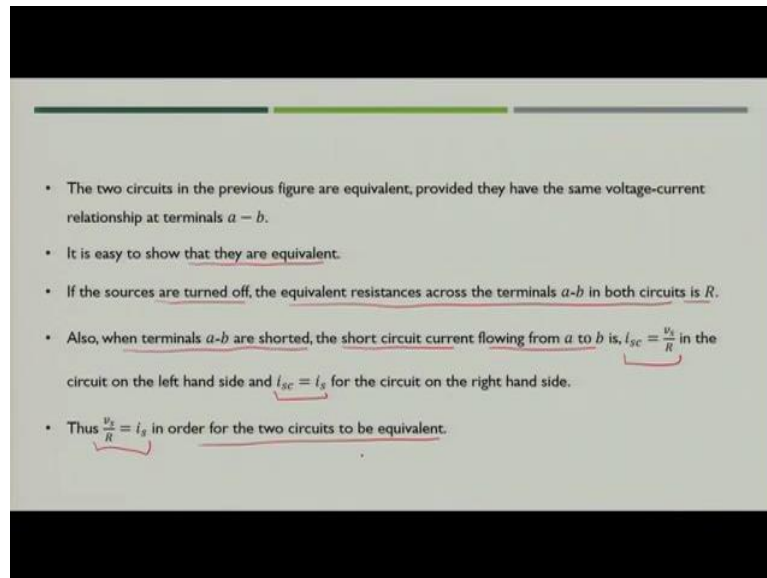 • The two circuits in the previous figure are equivalent, provided they have the same voltage-current
relationship at terminals a − b.
• It is easy to show that they are equivalent.
• If the sources are turned off, the equivalent resistances across the terminals a-b in both circuits is R.
• Also, when terminals a-b are shorted, the short circuit current flowing from a to b is, i_sc = v_s/R in the
circuit on the left hand side and i_sc = i_s for the circuit on the right hand side.
• Thus v_s/R = i_s in order for the two circuits to be equivalent.